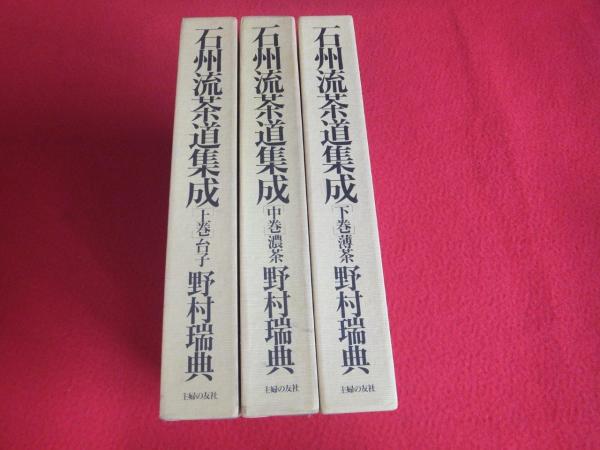 石州流茶道集成
［上巻］台子
野村瑞典
主婦の友社
石州流茶道集成
［中巻］濃茶
野村瑞典
主婦の友社
石州流茶道集成
［下巻］薄茶
野村瑞典
主婦の友社